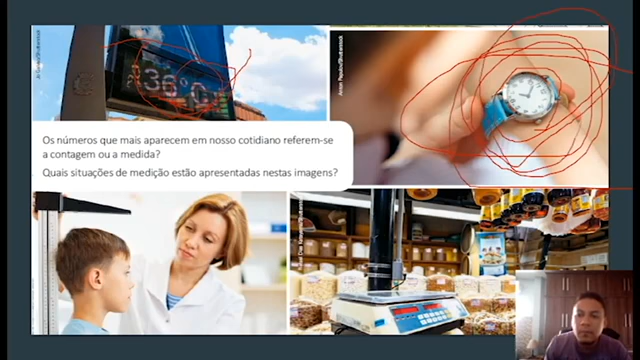 36°C
Os números que mais aparecem em nosso cotidiano referem-se
a contagem ou a medida?
Quais situações de medição estão apresentadas nestas imagens?